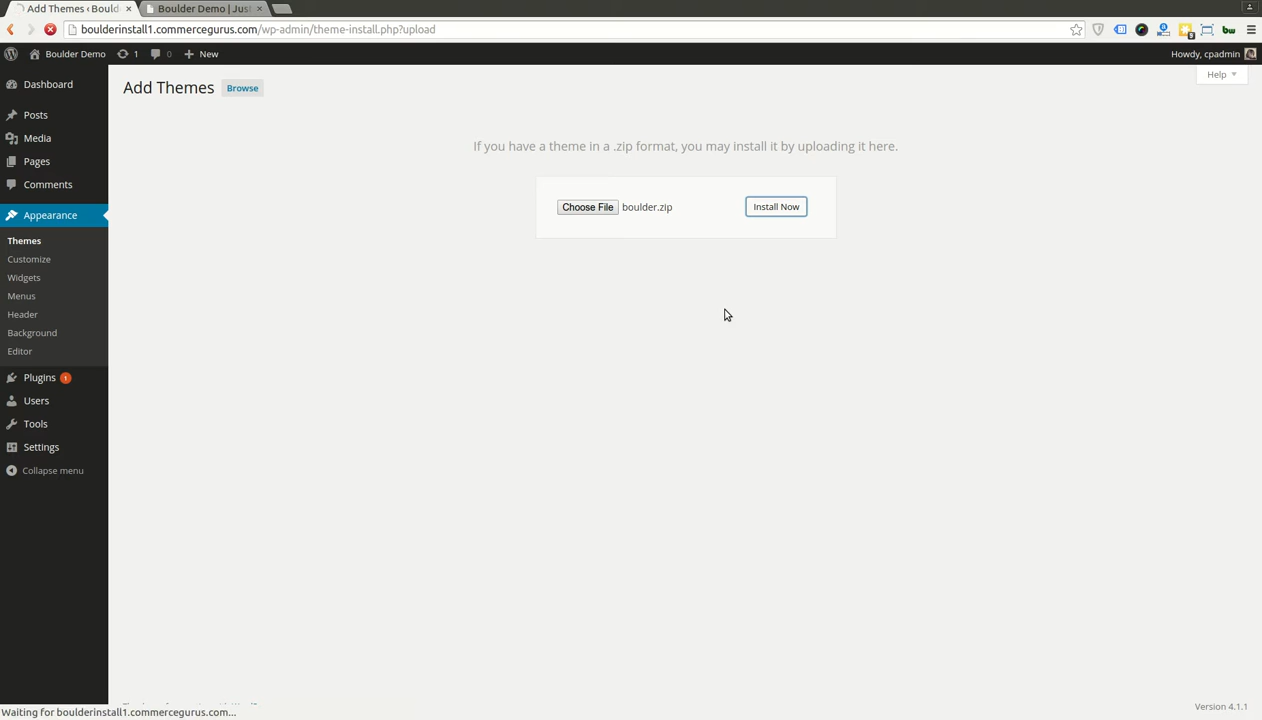 Add Themes ‹ Bould
Boulder Demo | Just
boulderinstall1.commercegurus.com/wp-admin/theme-install.php?upload
Boulder Demo
1
0
New
Howdy, cpadmin
Help
Add Themes
Browse
Dashboard
Posts
Media
Pages
Comments
Appearance
Themes
Customize
Widgets
Menus
Header
Background
Editor
Plugins 1
Users
Tools
Settings
Collapse menu
If you have a theme in a .zip format, you may install it by uploading it here.
Choose File boulder.zip
Install Now
Waiting for boulderinstall1.commercegurus.com...
Version 4.1.1